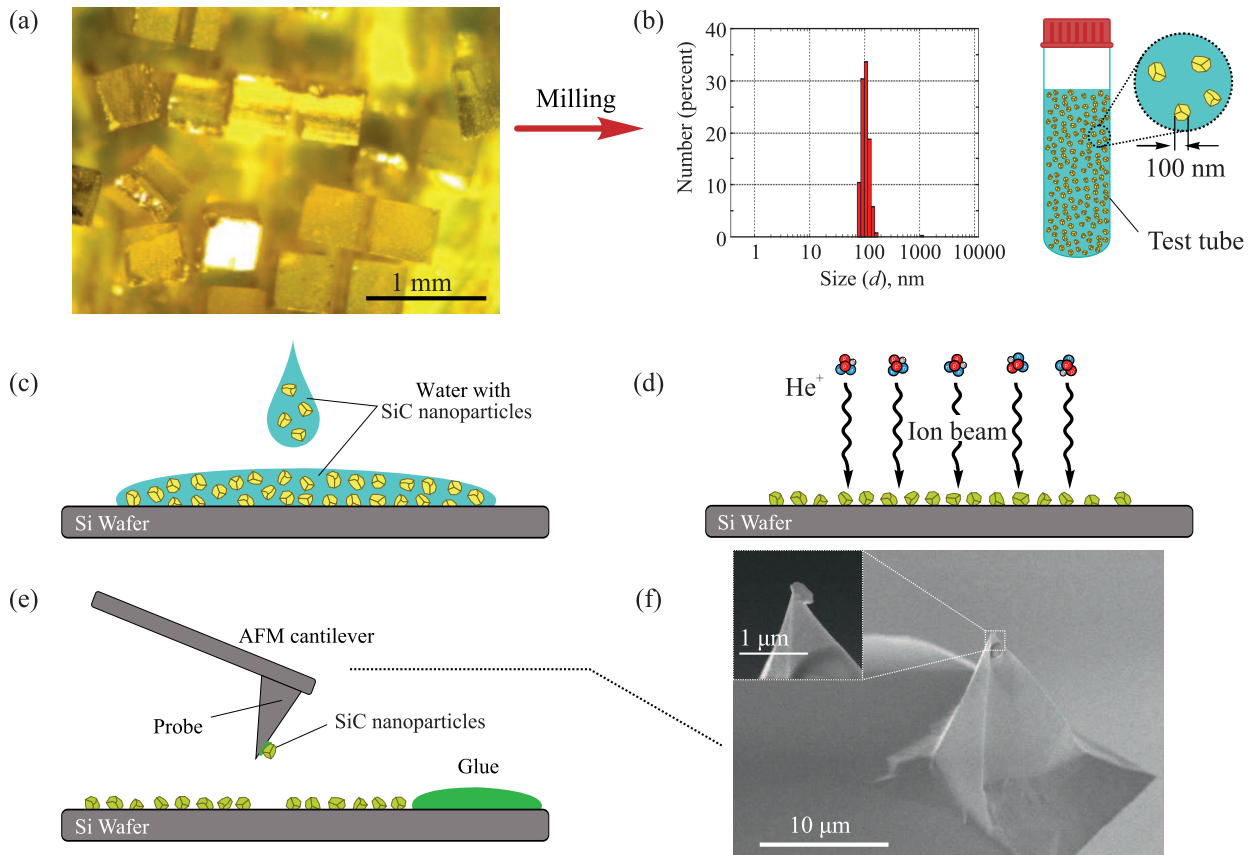 (a)
1 mm
Milling
(b)
40
30
20
10
0
Number (percent)
1
10
100
1000
10000
Size (d), nm
100 nm
Test tube
(c)
Water with
SiC nanoparticles
Si Wafer
(d)
He⁺
Ion beam
Si Wafer
(e)
AFM cantilever
Probe
SiC nanoparticles
Glue
Si Wafer
(f)
1 μm
10 μm